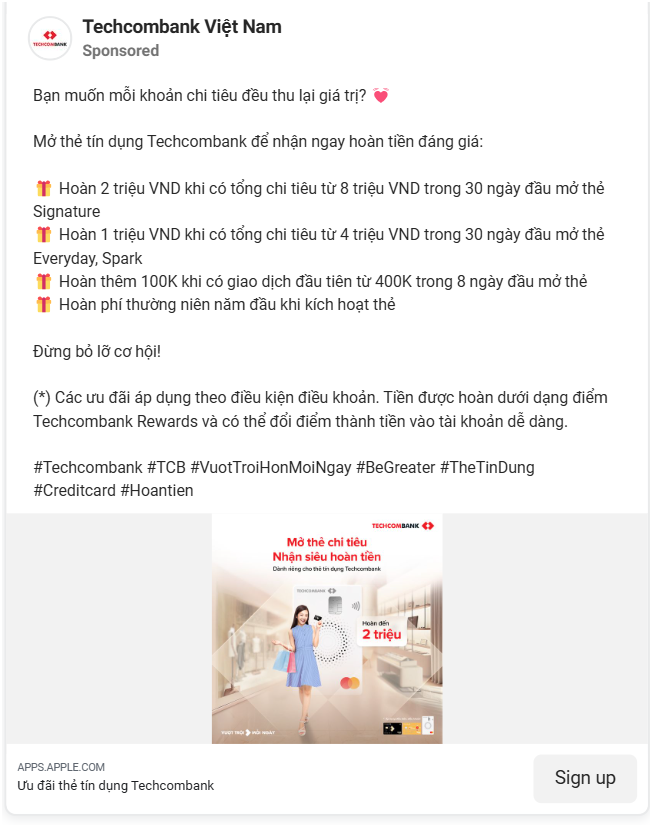 TECHCOMBANK
Techcombank Việt Nam
Sponsored
Bạn muốn mỗi khoản chi tiêu đều thu lại giá trị? 💓
Mở thẻ tín dụng Techcombank để nhận ngay hoàn tiền đáng giá:
🎁 Hoàn 2 triệu VND khi có tổng chi tiêu từ 8 triệu VND trong 30 ngày đầu mở thẻ
Signature
🎁 Hoàn 1 triệu VND khi có tổng chi tiêu từ 4 triệu VND trong 30 ngày đầu mở thẻ
Everyday, Spark
🎁 Hoàn thêm 100K khi có giao dịch đầu tiên từ 400K trong 8 ngày đầu mở thẻ
🎁 Hoàn phí thường niên năm đầu khi kích hoạt thẻ
Đừng bỏ lỡ cơ hội!
(*) Các ưu đãi áp dụng theo điều kiện điều khoản. Tiền được hoàn dưới dạng điểm
Techcombank Rewards và có thể đổi điểm thành tiền vào tài khoản dễ dàng.
#Techcombank #TCB #VuotTroiHonMoiNgay #BeGreater #TheTinDung
#Creditcard #Hoantien
TECHCOMBANK
Mở thẻ chi tiêu
Nhận siêu hoàn tiền
Dành riêng cho thẻ tín dụng Techcombank
TECHCOMBANK
Hoàn đến
2 triệu
VƯỢT TRỘI MỖI NGÀY
APPS.APPLE.COM
Ưu đãi thẻ tín dụng Techcombank
Sign up